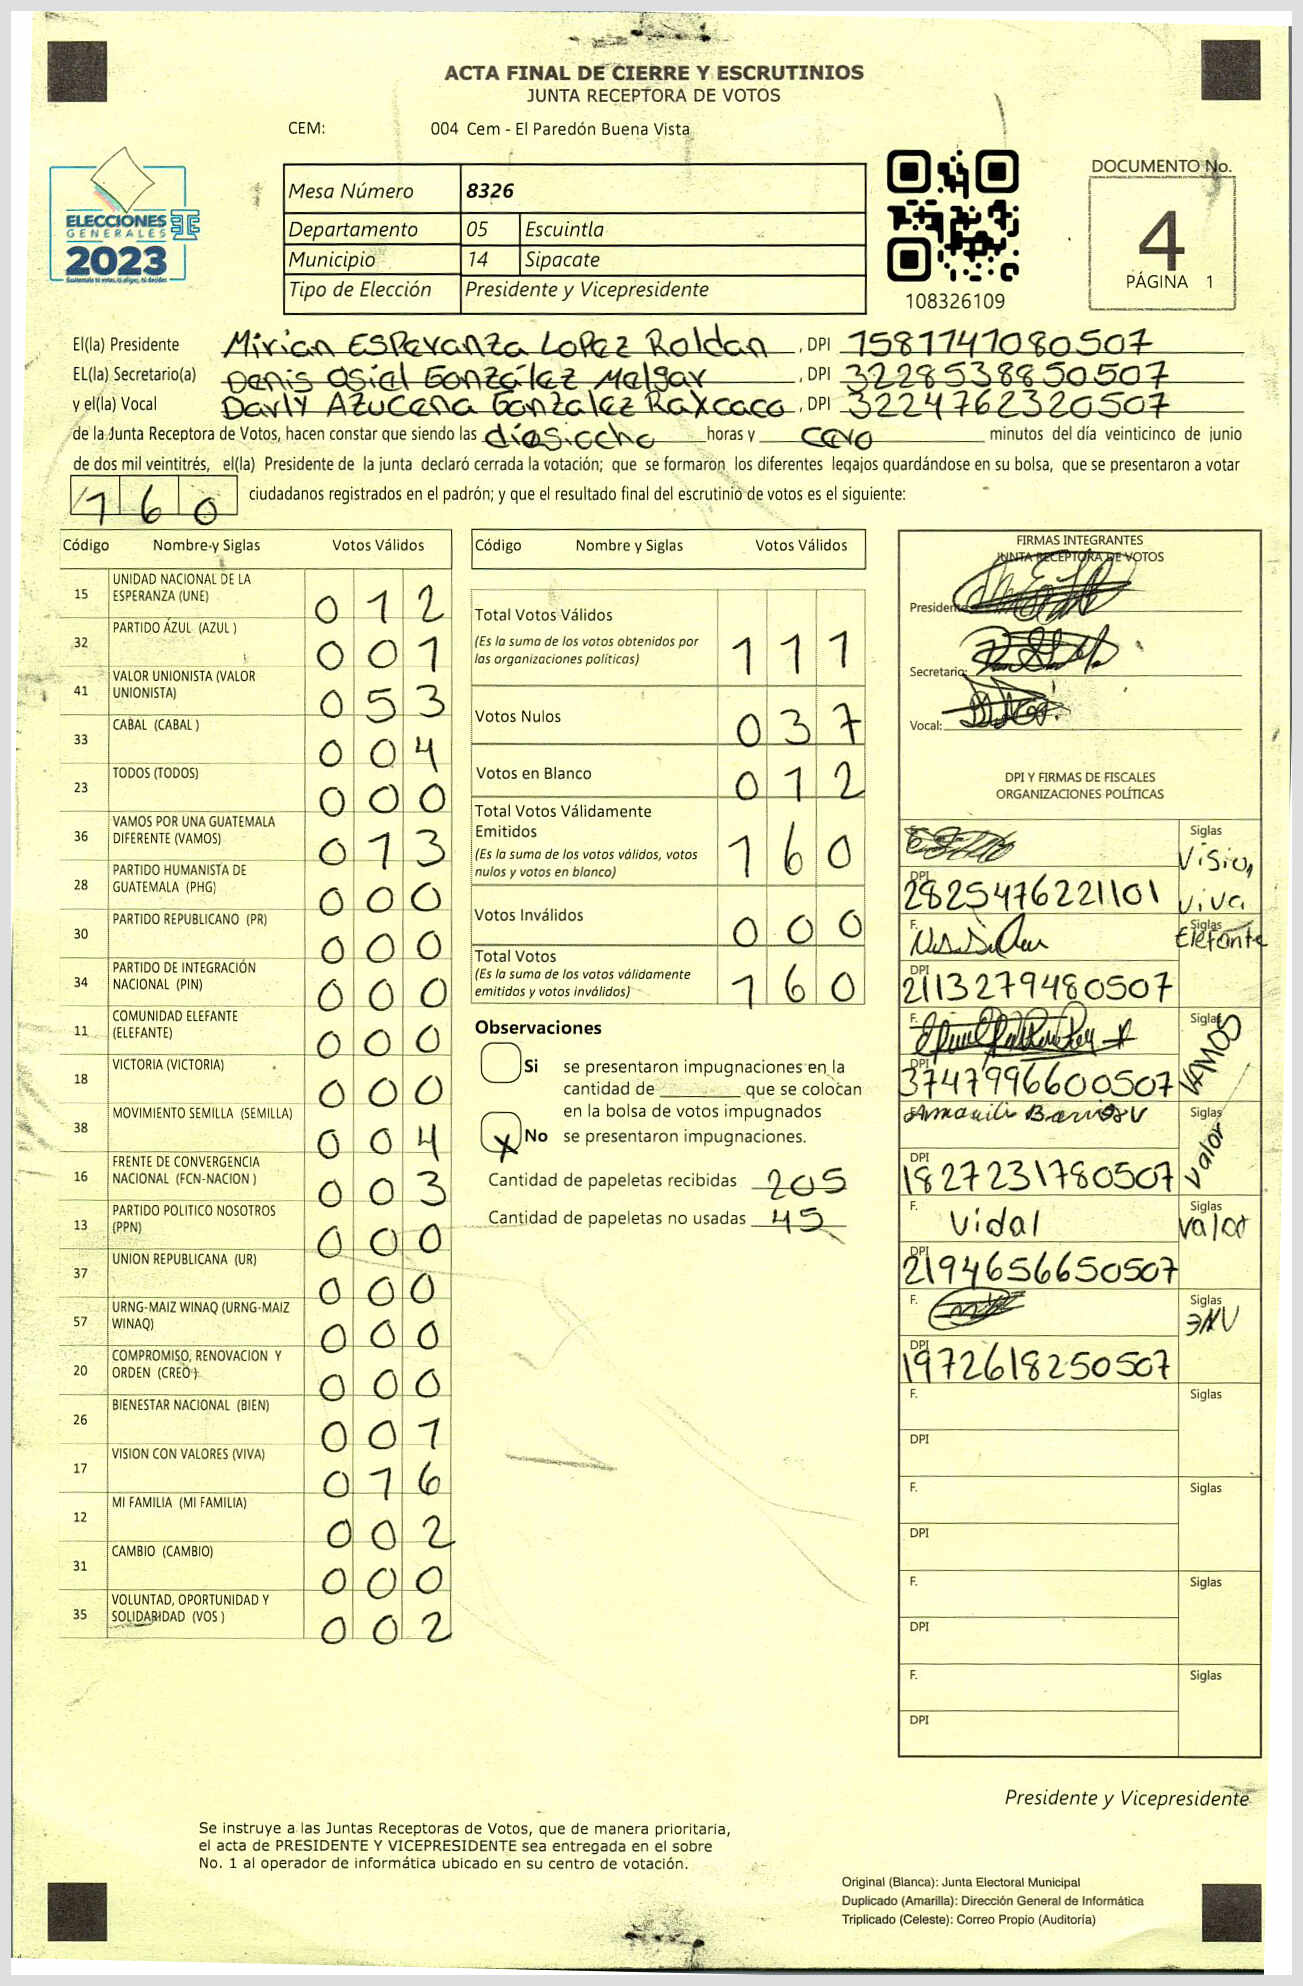 ACTA FINAL DE CIERRE Y ESCRUTINIOS
JUNTA RECEPTORA DE VOTOS
CEM: 004 Cem - El Paredón Buena Vista
ELECCIONES
GENERALES
2023
Mesa Número 8326
Departamento 05 Escuintla
Municipio 14 Sipacate
Tipo de Elección Presidente y Vicepresidente
108326109
DOCUMENTO No.
4
PÁGINA 1
El(la) Presidente Mirian Esperanza Lopez Roldan, DPI 1581741080507
EL(la) Secretario(a) Denis Osiel González Melgar, DPI 3228538850507
y el(la) Vocal Darly Azucena Gonzalez Raxcaco, DPI 3224762320507
de la Junta Receptora de Votos, hacen constar que siendo las diesiocho horas y cero minutos del día veinticinco de junio
de dos mil veintitrés, el(la) Presidente de la junta declaró cerrada la votación; que se formaron los diferentes legajos guardándose en su bolsa, que se presentaron a votar
160 ciudadanos registrados en el padrón; y que el resultado final del escrutinio de votos es el siguiente:
Código Nombre y Siglas Votos Válidos
15 UNIDAD NACIONAL DE LA ESPERANZA (UNE) 0 1 2
32 PARTIDO AZUL (AZUL ) 0 0 1
41 VALOR UNIONISTA (VALOR UNIONISTA) 0 5 3
33 CABAL (CABAL ) 0 0 4
23 TODOS (TODOS) 0 0 0
36 VAMOS POR UNA GUATEMALA DIFERENTE (VAMOS) 0 1 3
28 PARTIDO HUMANISTA DE GUATEMALA (PHG) 0 0 0
30 PARTIDO REPUBLICANO (PR) 0 0 0
34 PARTIDO DE INTEGRACIÓN NACIONAL (PIN) 0 0 0
11 COMUNIDAD ELEFANTE (ELEFANTE) 0 0 0
18 VICTORIA (VICTORIA) 0 0 0
38 MOVIMIENTO SEMILLA (SEMILLA) 0 0 4
16 FRENTE DE CONVERGENCIA NACIONAL (FCN-NACION ) 0 0 3
13 PARTIDO POLITICO NOSOTROS (PPN) 0 0 0
37 UNION REPUBLICANA (UR) 0 0 0
57 URNG-MAIZ WINAQ (URNG-MAIZ WINAQ) 0 0 0
20 COMPROMISO, RENOVACION Y ORDEN (CREO ) 0 0 0
26 BIENESTAR NACIONAL (BIEN) 0 0 1
17 VISION CON VALORES (VIVA) 0 1 6
12 MI FAMILIA (MI FAMILIA) 0 0 2
31 CAMBIO (CAMBIO) 0 0 0
35 VOLUNTAD, OPORTUNIDAD Y SOLIDARIDAD (VOS ) 0 0 2
Código Nombre y Siglas Votos Válidos
Total Votos Válidos
(Es la suma de los votos obtenidos por
las organizaciones políticas) 1 1 1
Votos Nulos 0 3 7
Votos en Blanco 0 1 2
Total Votos Válidamente
Emitidos
(Es la suma de los votos válidos, votos
nulos y votos en blanco) 1 6 0
Votos Inválidos 0 0 0
Total Votos
(Es la suma de los votos válidamente
emitidos y votos inválidos) 1 6 0
Observaciones
Si se presentaron impugnaciones en la
cantidad de ______ que se colocan
en la bolsa de votos impugnados
X No se presentaron impugnaciones.
Cantidad de papeletas recibidas 205
Cantidad de papeletas no usadas 45
FIRMAS INTEGRANTES
JUNTA RECEPTORA DE VOTOS
Presidente
Secretario:
Vocal:
DPI Y FIRMAS DE FISCALES
ORGANIZACIONES POLÍTICAS
Siglas
Vision
viva
DPI
2825476221101
F. Siglas
Elefante
DPI
2113279480507
F. Siglas
VAMOS
DPI
3747996600507
Siglas
Valor
DPI
1827231780507
F. Vidal Siglas
valor
DPI
2194656650507
F. Siglas
DPI
1972618250507
F. Siglas
DPI
F. Siglas
DPI
F. Siglas
DPI
F. Siglas
DPI
Presidente y Vicepresidente
Se instruye a las Juntas Receptoras de Votos, que de manera prioritaria,
el acta de PRESIDENTE Y VICEPRESIDENTE sea entregada en el sobre
No. 1 al operador de informática ubicado en su centro de votación.
Original (Blanca): Junta Electoral Municipal
Duplicado (Amarilla): Dirección General de Informática
Triplicado (Celeste): Correo Propio (Auditoría)